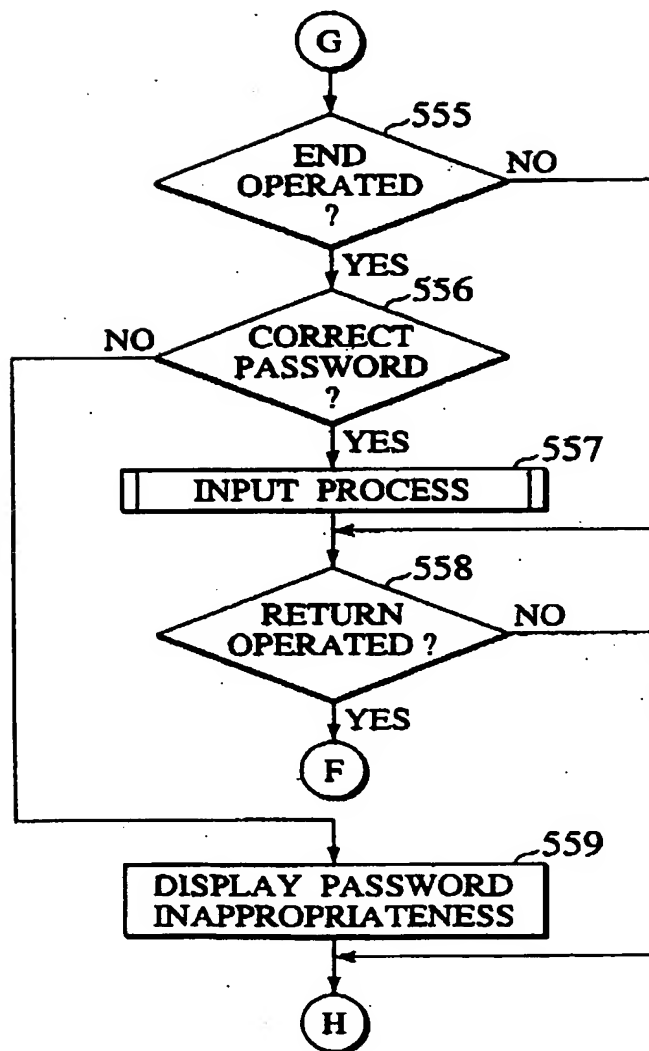 G
555
END
OPERATED
?
NO
YES
556
NO
CORRECT
PASSWORD
?
YES
557
INPUT PROCESS
558
RETURN
OPERATED ?
NO
YES
F
559
DISPLAY PASSWORD
INAPPROPRIATENESS
H